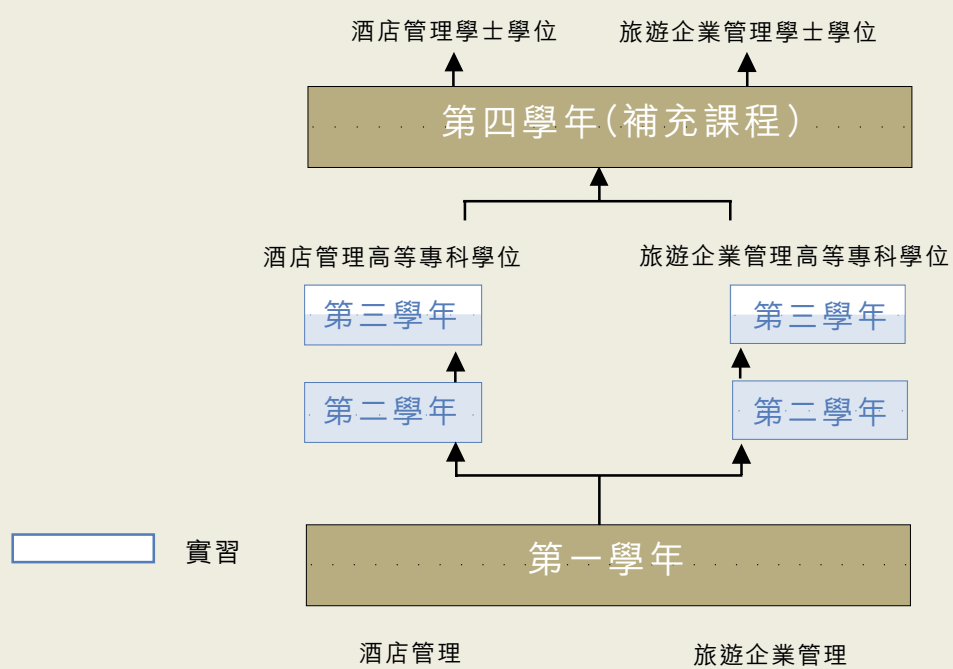 酒店管理學士學位
旅遊企業管理學士學位
第四學年(補充課程)
酒店管理高等專科學位
旅遊企業管理高等專科學位
第三學年
第三學年
第二學年
第二學年
實習
第一學年
酒店管理
旅遊企業管理